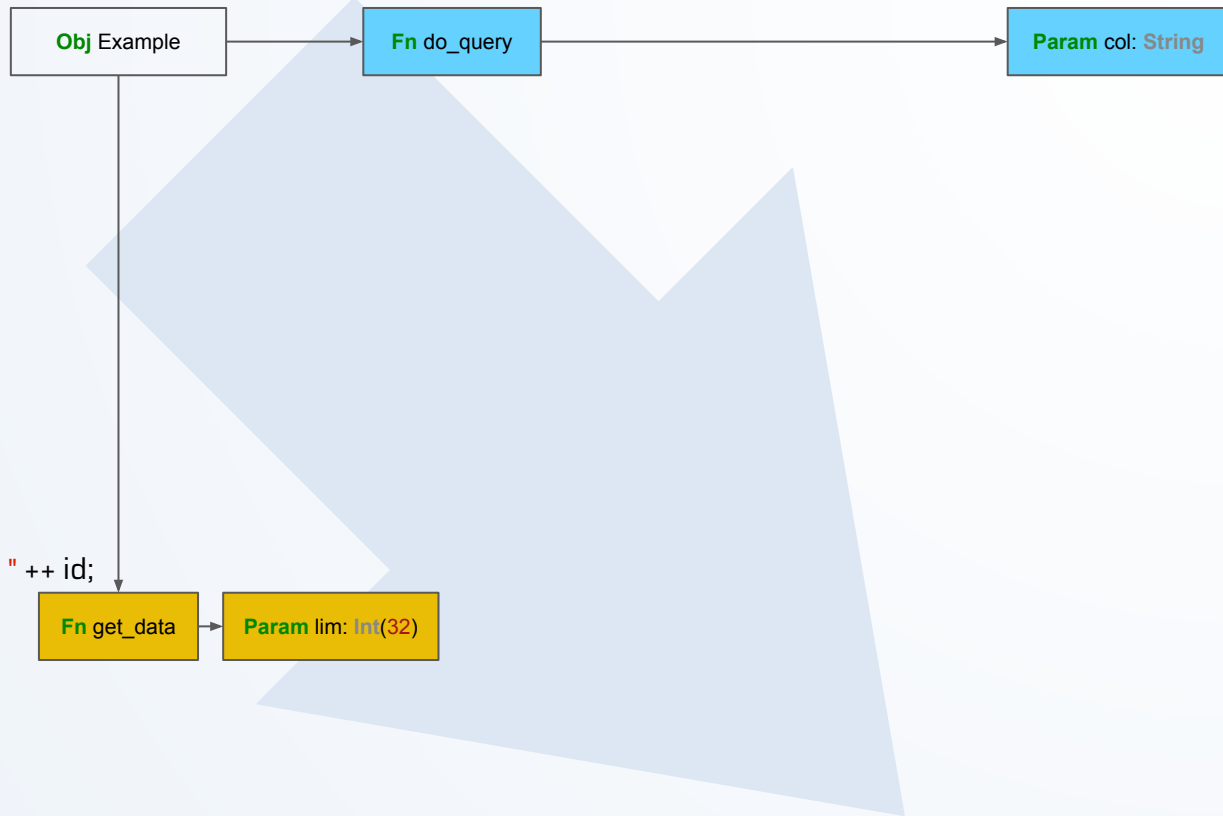 Obj Example
Fn do_query
Param col: String
" ++ id;
Fn get_data
Param lim: Int(32)